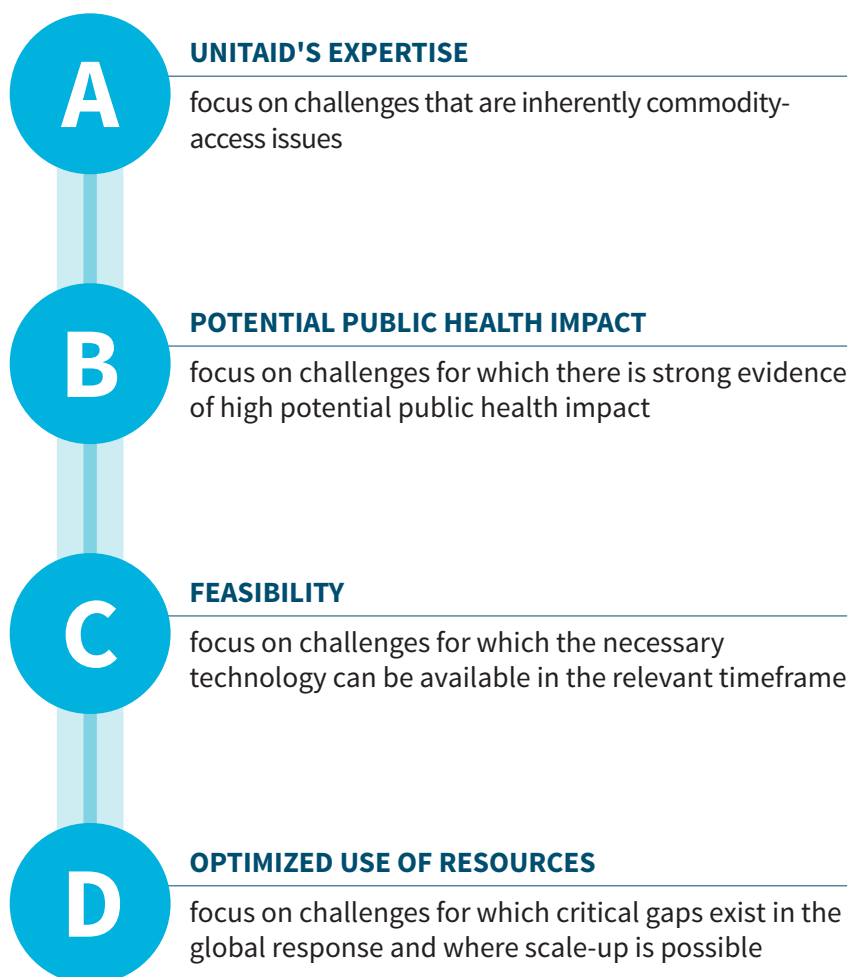 A
UNITAID'S EXPERTISE
focus on challenges that are inherently commodity-
access issues
B
POTENTIAL PUBLIC HEALTH IMPACT
focus on challenges for which there is strong evidence
of high potential public health impact
C
FEASIBILITY
focus on challenges for which the necessary
technology can be available in the relevant timeframe
D
OPTIMIZED USE OF RESOURCES
focus on challenges for which critical gaps exist in the
global response and where scale-up is possible